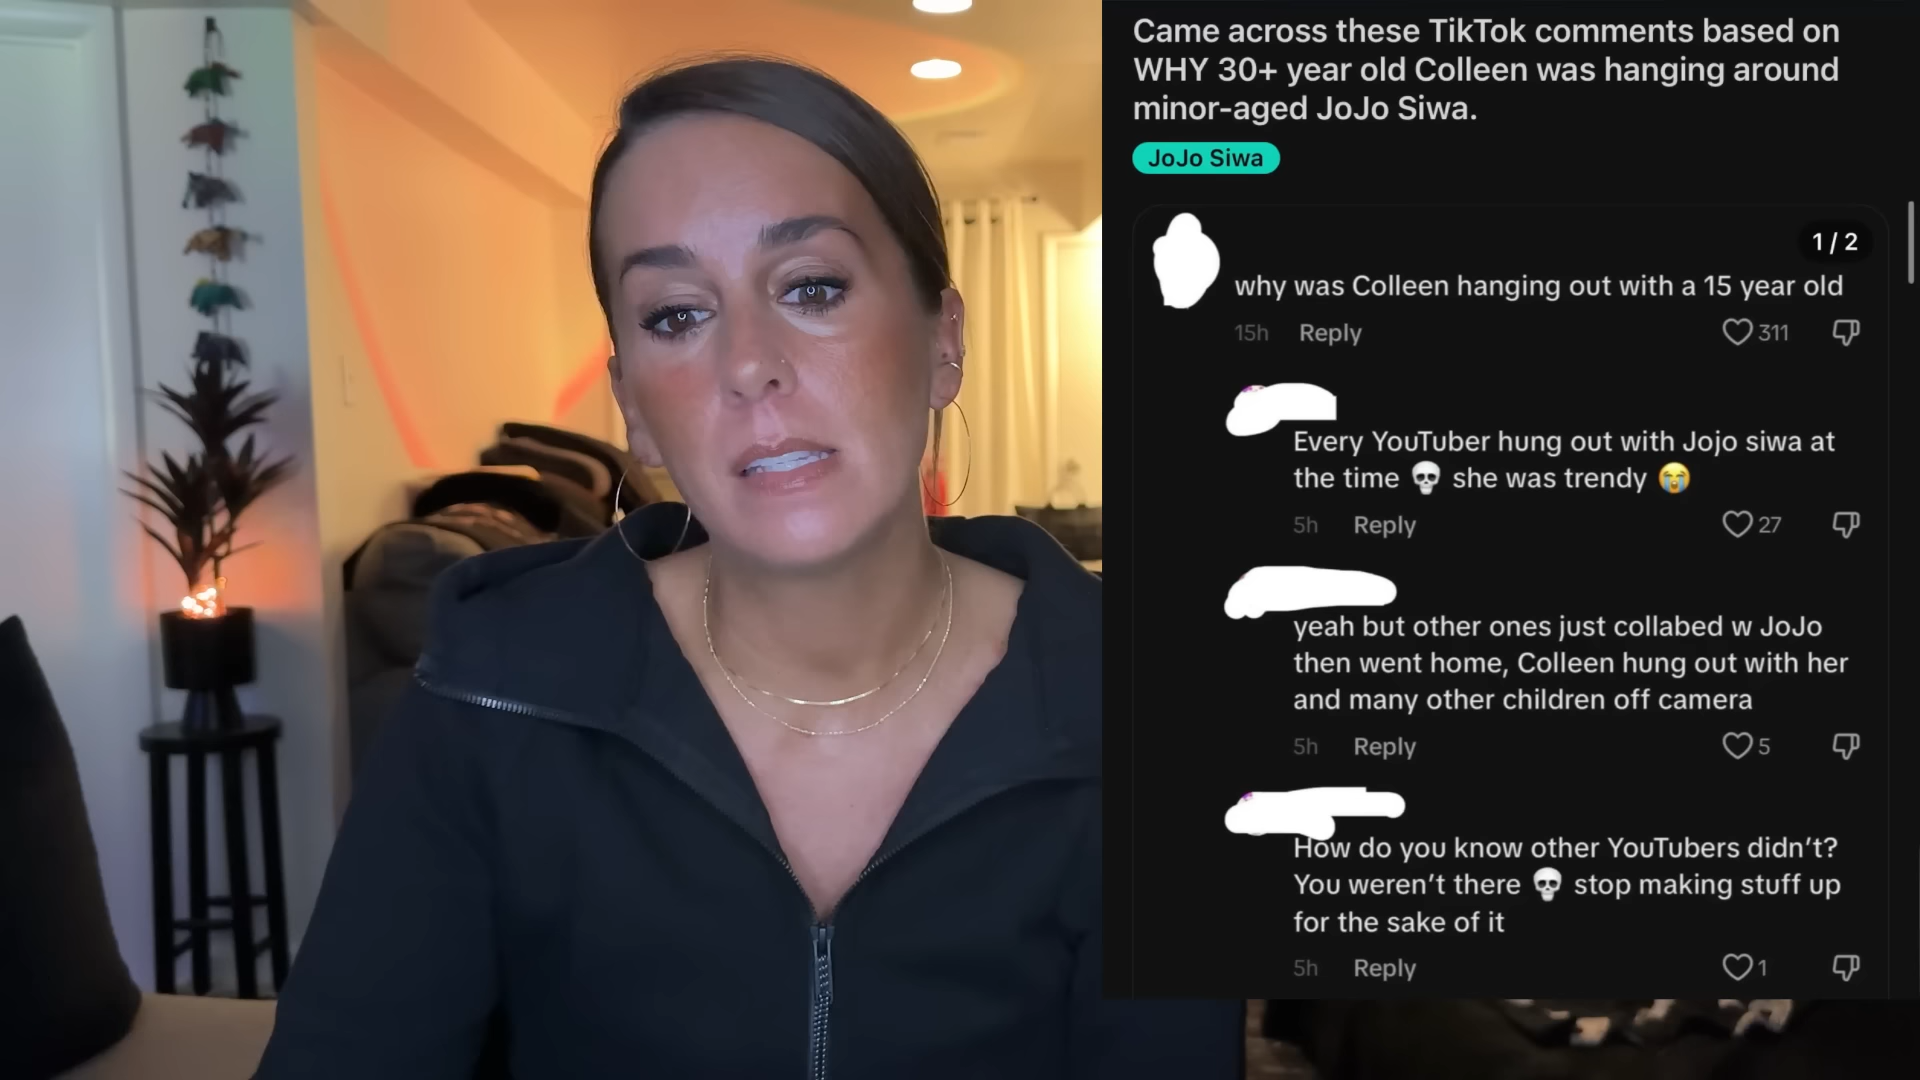 Came across these TikTok comments based on
WHY 30+ year old Colleen was hanging around
minor-aged JoJo Siwa.
JoJo Siwa
1/2
why was Colleen hanging out with a 15 year old
15h Reply 311
Every YouTuber hung out with Jojo siwa at
the time 💀 she was trendy 😭
5h Reply 27
yeah but other ones just collabed w JoJo
then went home, Colleen hung out with her
and many other children off camera
5h Reply 5
How do you know other YouTubers didn't?
You weren't there 💀 stop making stuff up
for the sake of it
5h Reply 1